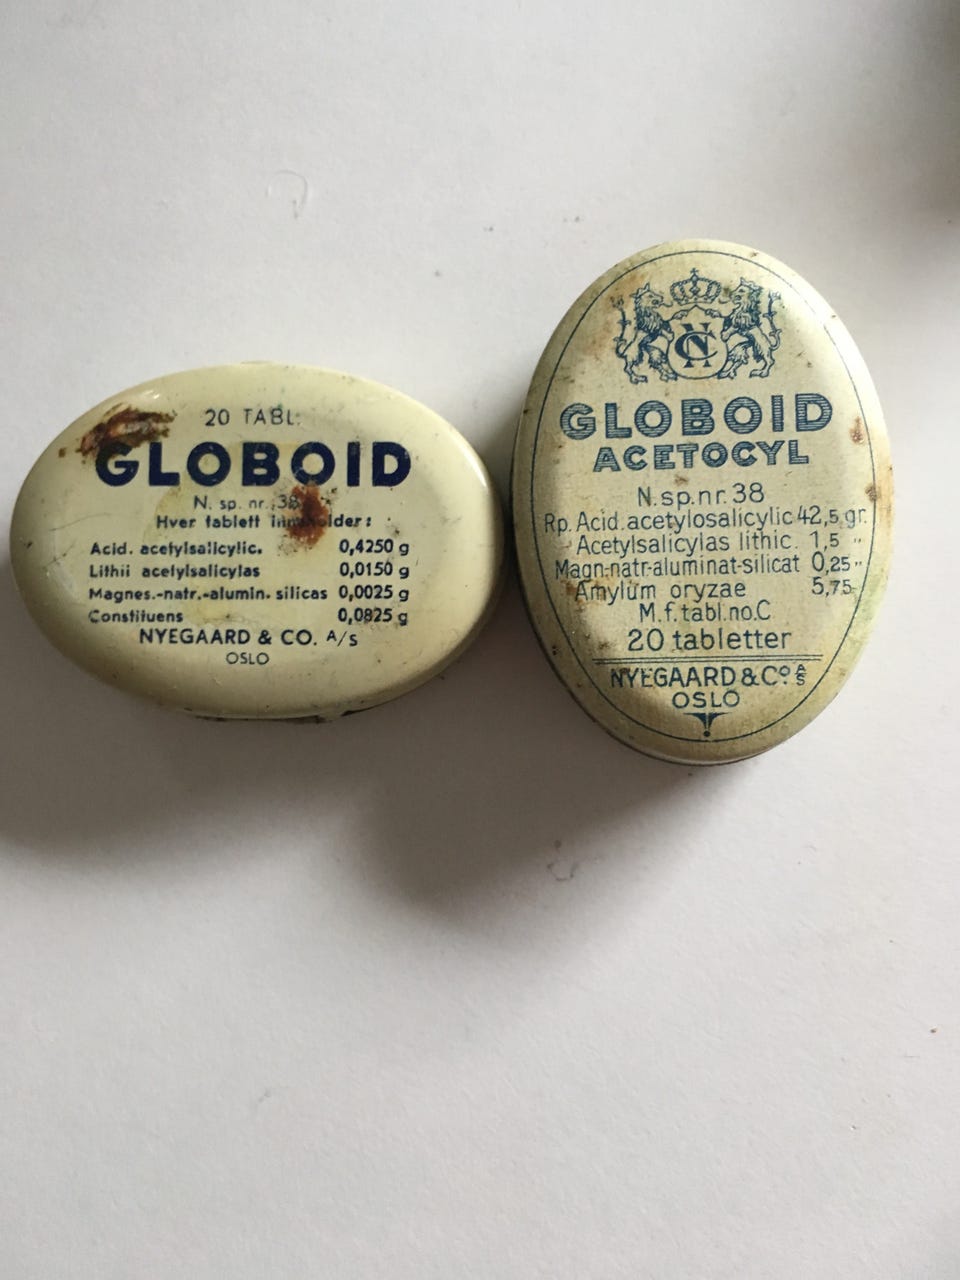 20 TABL.
GLOBOID
N. sp. nr. 38
Hver tablett inneholder:
Acid. acetylsalicylic. 0,4250 g
Lithii acetylsalicylas 0,0150 g
Magnes.-natr.-alumin. silicas 0,0025 g
Constituens 0,0825 g
NYEGAARD & CO. A/S
OSLO
NC
GLOBOID
ACETOCYL
N.sp.nr.38
Rp. Acid.acetylosalicylic 42,5 gr.
Acetylsalicylas lithic. 1,5 "
Magn-natr-aluminat-silicat 0,25 "
Amylum oryzae 5,75
M.f.tabl.no.C
20 tabletter
NYEGAARD & Co A/S
OSLO